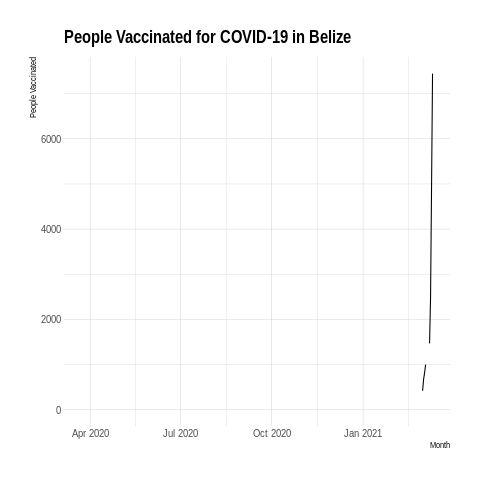 People Vaccinated for COVID-19 in Belize
People Vaccinated
6000
4000
2000
0
Apr 2020
Jul 2020
Oct 2020
Jan 2021
Month